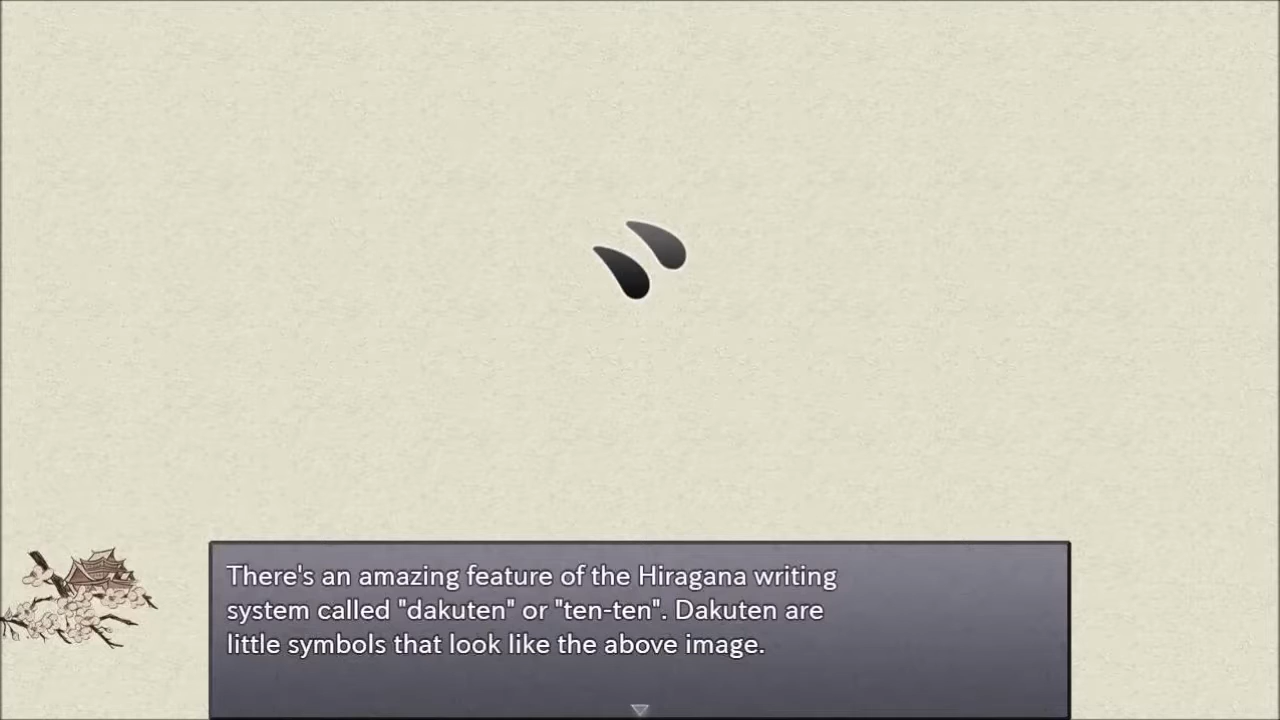 There's an amazing feature of the Hiragana writing
system called "dakuten" or "ten-ten". Dakuten are
little symbols that look like the above image.